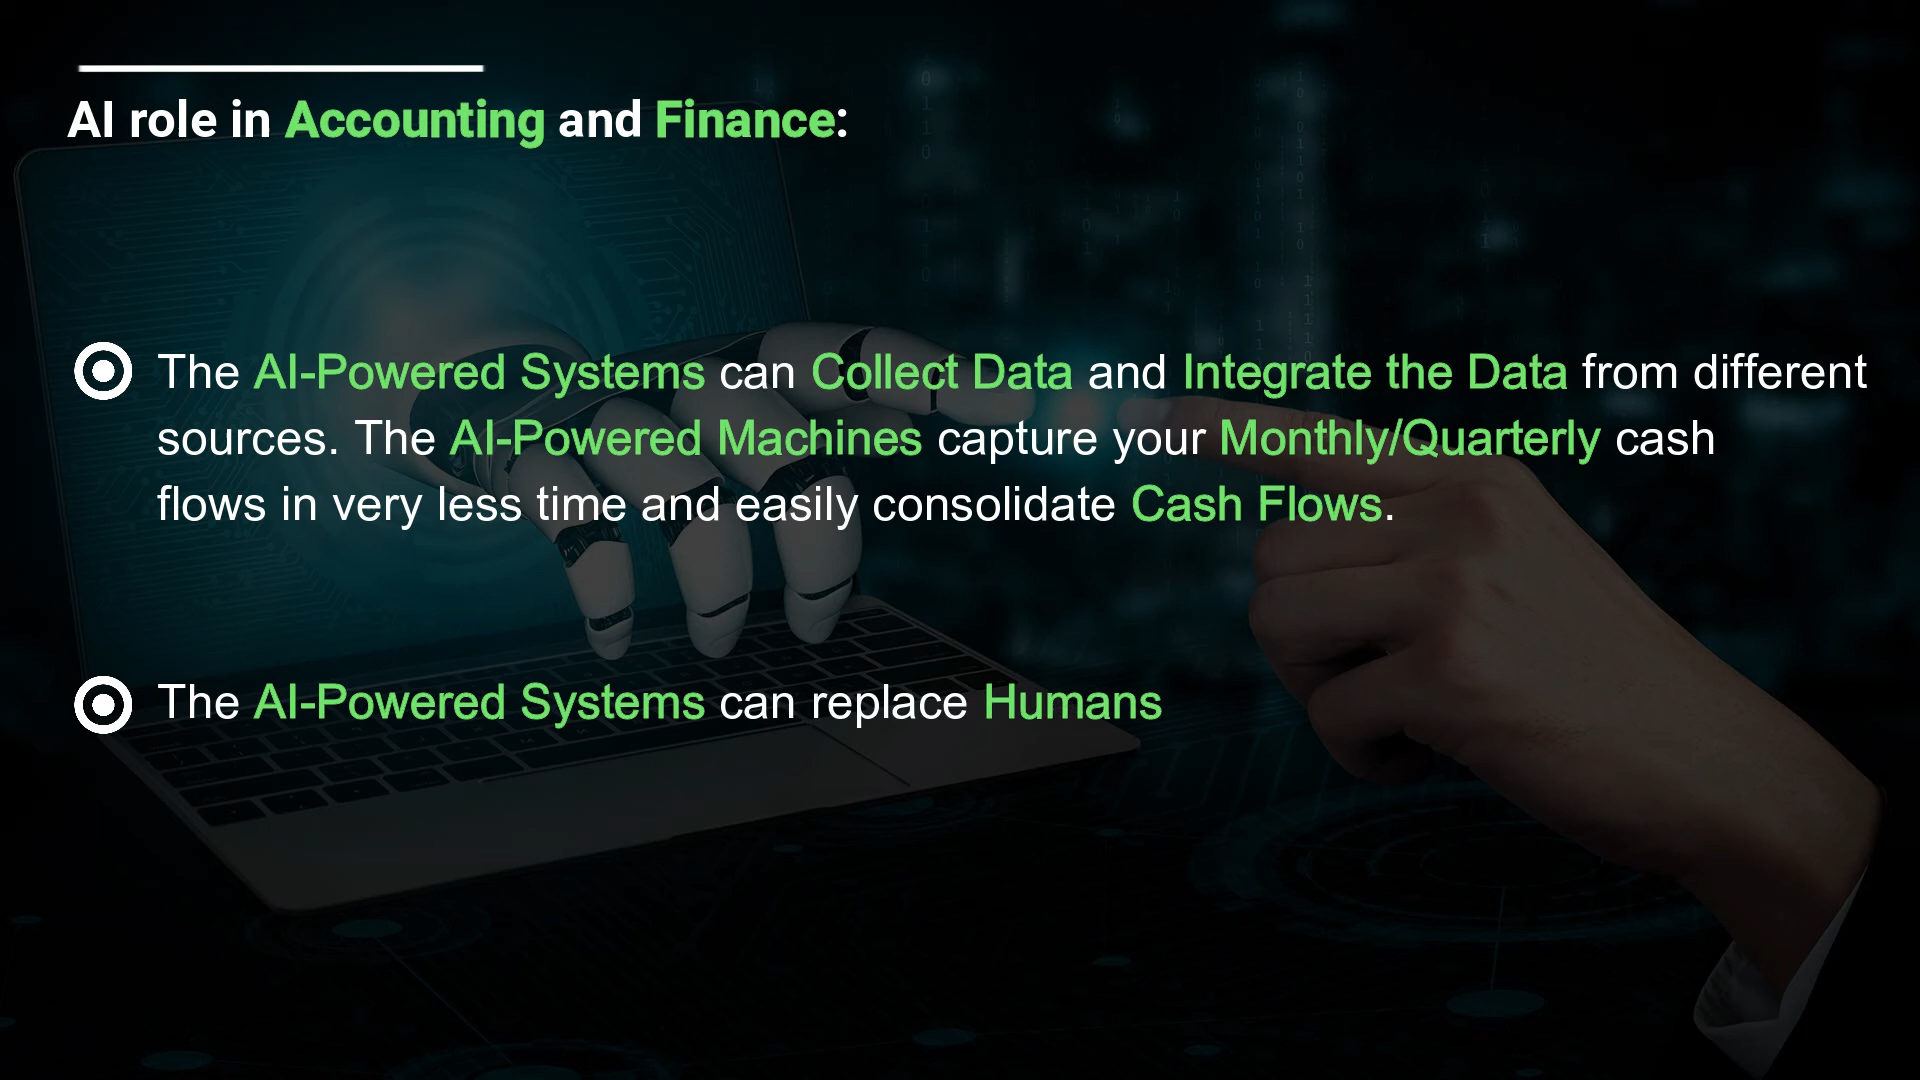 AI role in Accounting and Finance:
The AI-Powered Systems can Collect Data and Integrate the Data from different
sources. The AI-Powered Machines capture your Monthly/Quarterly cash
flows in very less time and easily consolidate Cash Flows.
The AI-Powered Systems can replace Humans